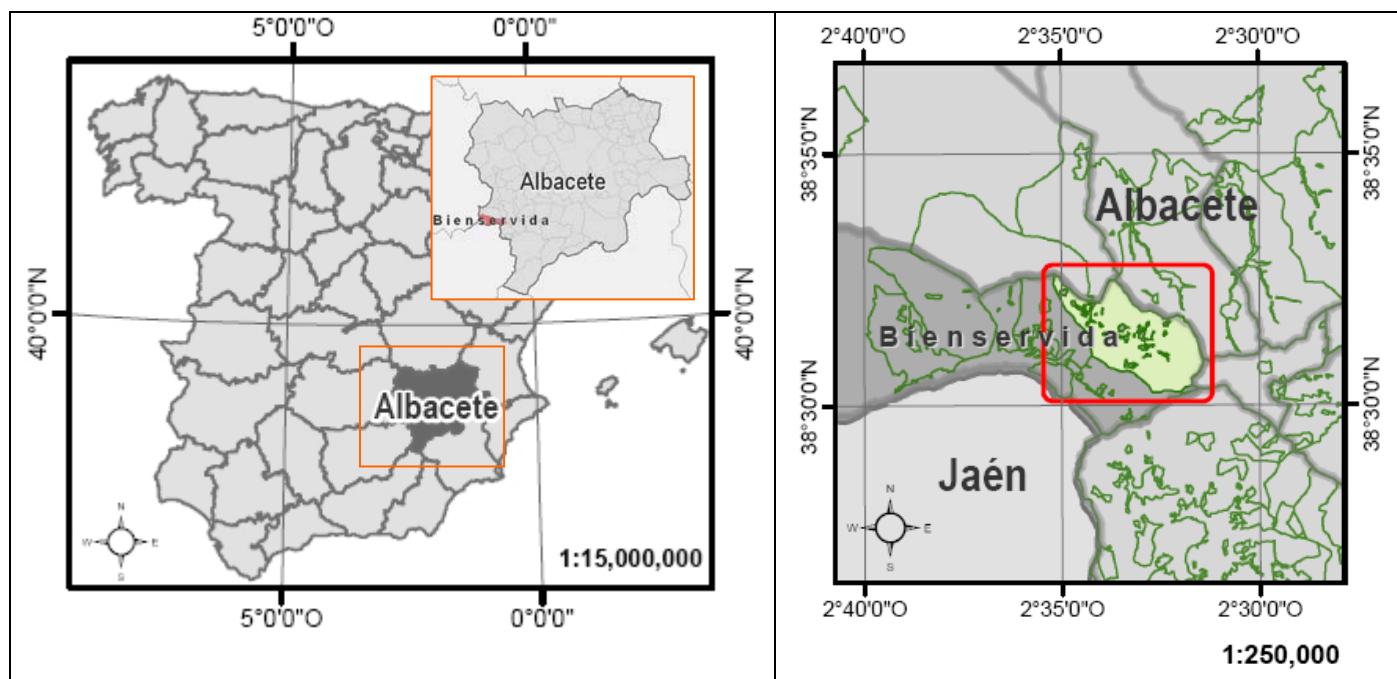 5°0'0"O 0°0'0"
40°0'0"N
Albacete
Bienservida
Albacete
40°0'0"N
N
W E
S
1:15,000,000
5°0'0"O 0°0'0"O
2°40'0"O 2°35'0"O 2°30'0"O
38°35'0"N
38°35'0"N
Albacete
Bienservida
38°30'0"N
38°30'0"N
Jaén
N
W E
S
2°40'0"O 2°35'0"O 2°30'0"O
1:250,000